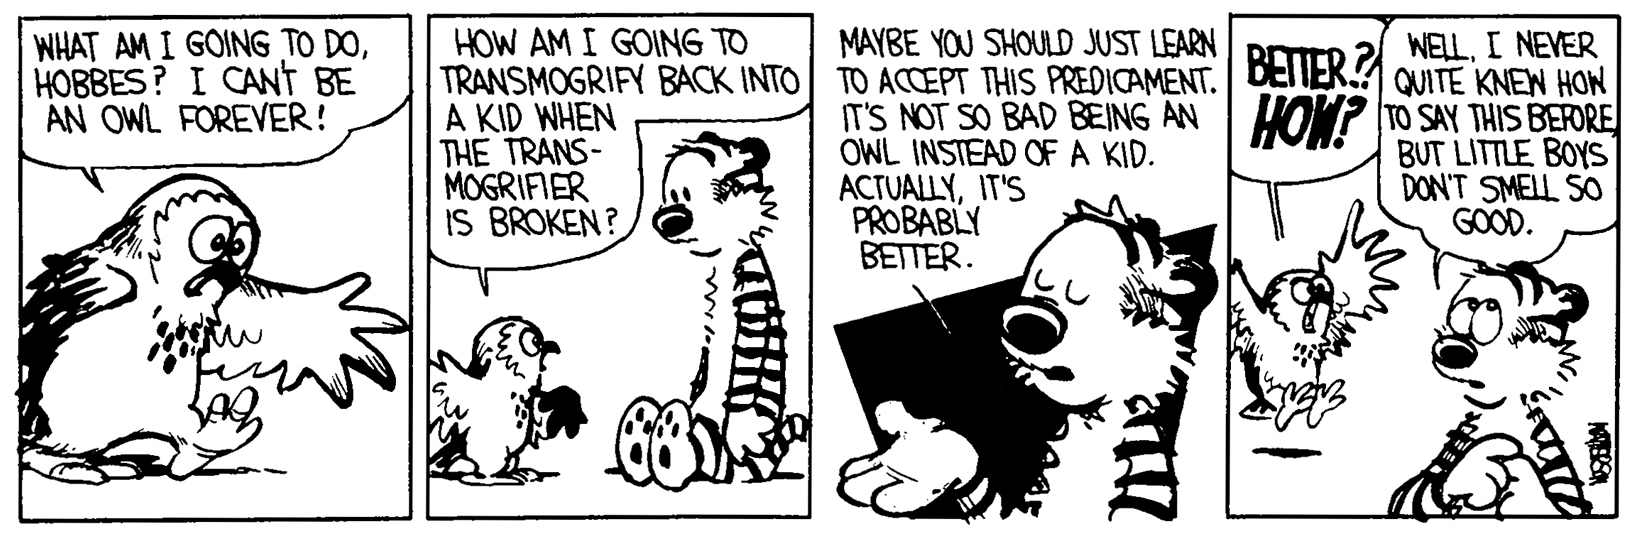 WHAT AM I GOING TO DO,
HOBBES? I CAN'T BE
AN OWL FOREVER!
HOW AM I GOING TO
TRANSMOGRIFY BACK INTO
A KID WHEN
THE TRANS-
MOGRIFIER
IS BROKEN?
MAYBE YOU SHOULD JUST LEARN
TO ACCEPT THIS PREDICAMENT.
IT'S NOT SO BAD BEING AN
OWL INSTEAD OF A KID.
ACTUALLY, IT'S
PROBABLY
BETTER.
BETTER?!
HOW?
WELL, I NEVER
QUITE KNEW HOW
TO SAY THIS BEFORE,
BUT LITTLE BOYS
DON'T SMELL SO
GOOD.
WATTERSON